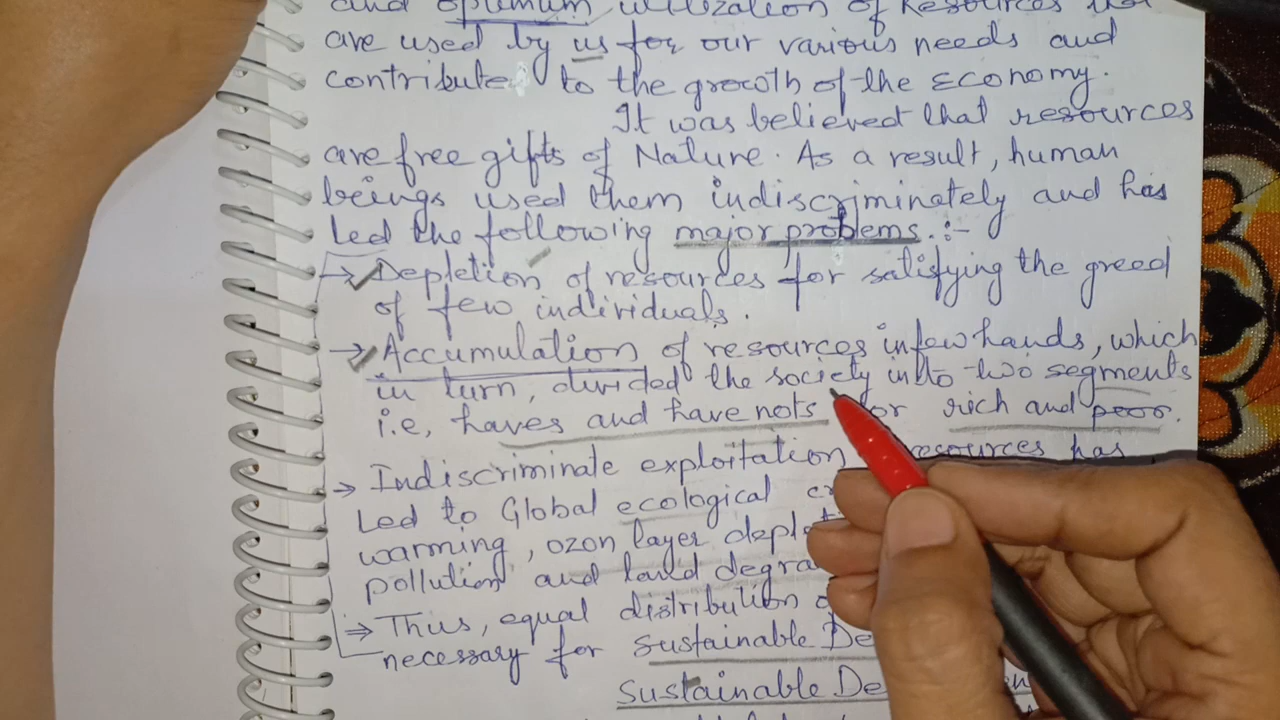 and optimum utilization of Resources that
are used by us for our various needs and
contribute to the growth of the Economy.
It was believed that resources
are free gifts of Nature. As a result, human
beings used them indiscriminately and has
led the following major problems. :-
→ Depletion of resources for satisfying the greed
of few individuals.
→ Accumulation of resources in few hands, which
in turn, divided the society into two segments
i.e, haves and have nots or rich and poor.
→ Indiscriminate exploitation resources has
Led to Global ecological
warming, ozon layer
pollution and land
⇒ Thus, equal distribution
necessary for Sustainable
Sustainable